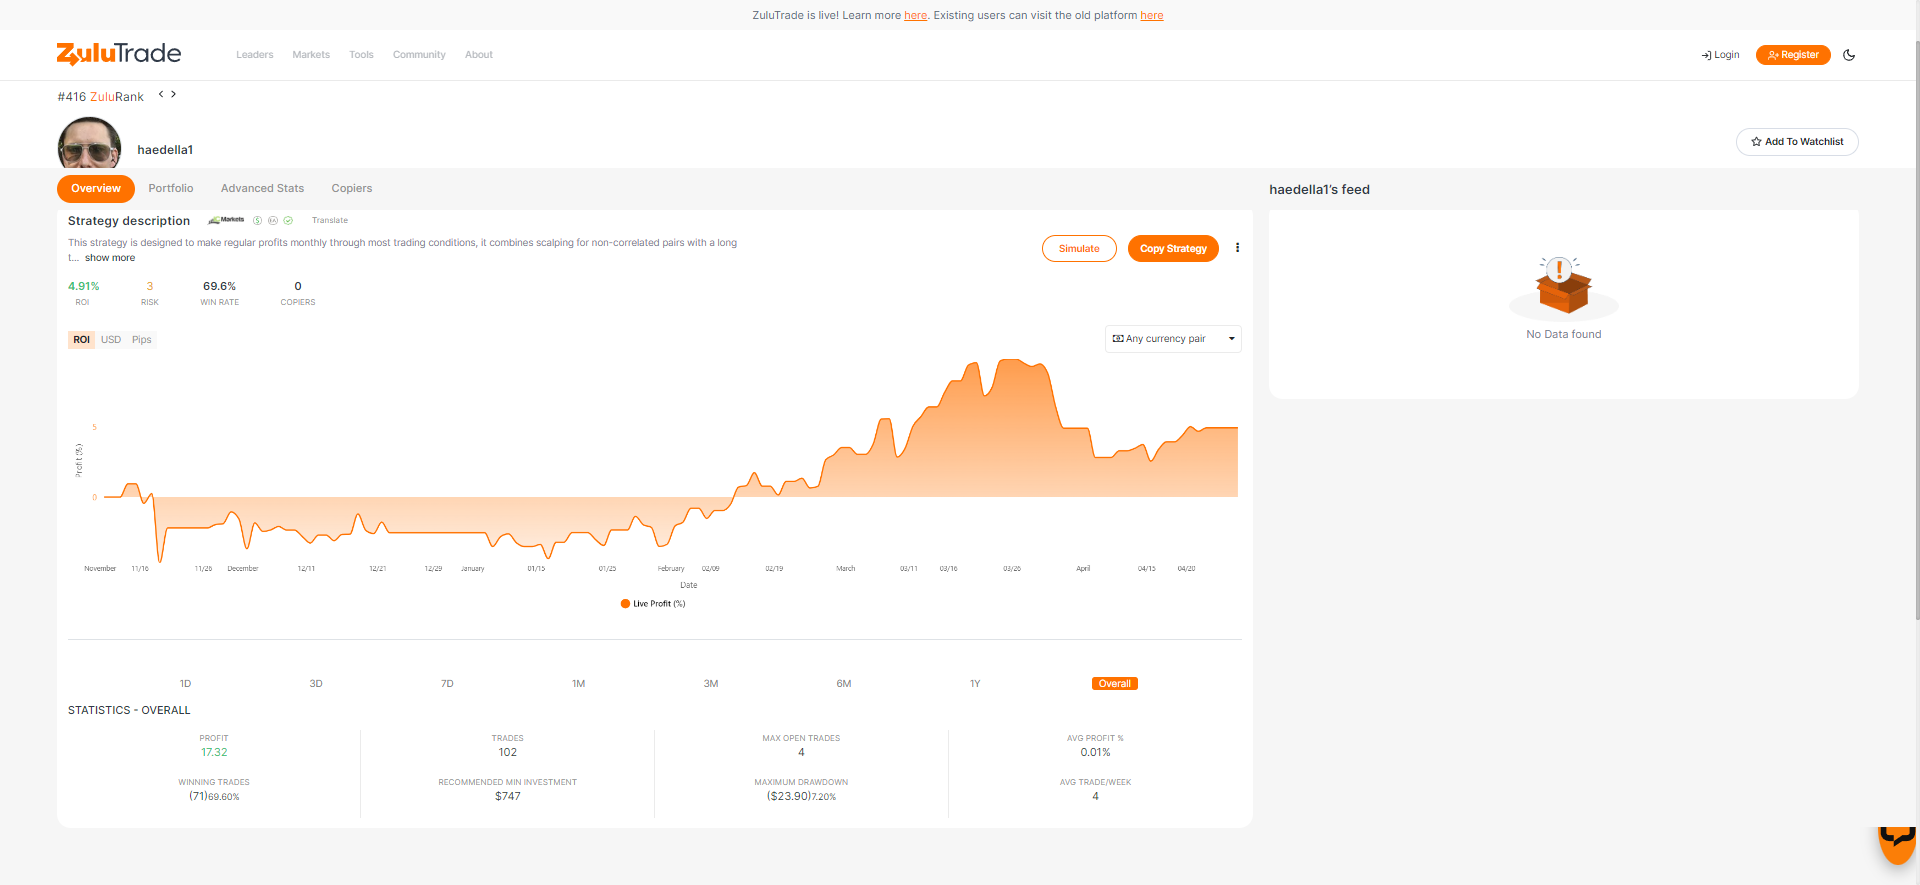 ZuluTrade is live! Learn more here. Existing users can visit the old platform here
ZuluTrade
Leaders
Markets
Tools
Community
About
Login
Register
#416 ZuluRank
haedella1
Add To Watchlist
Overview
Portfolio
Advanced Stats
Copiers
haedella1's feed
Strategy description
Markets
Translate
This strategy is designed to make regular profits monthly through most trading conditions, it combines scalping for non-correlated pairs with a long
t... show more
Simulate
Copy Strategy
4.91%
3
69.6%
0
ROI
RISK
WIN RATE
COPIERS
No Data found
ROI
USD
Pips
Any currency pair
5
0
Profit (%)
November
11/16
11/26
December
12/11
12/21
12/29
January
01/15
01/25
February
02/09
02/19
March
03/11
03/16
03/26
April
04/15
04/20
Date
Live Profit (%)
1D
3D
7D
1M
3M
6M
1Y
Overall
STATISTICS - OVERALL
PROFIT
17.32
TRADES
102
MAX OPEN TRADES
4
AVG PROFIT %
0.01%
WINNING TRADES
(71)69.60%
RECOMMENDED MIN INVESTMENT
$747
MAXIMUM DRAWDOWN
($23.90)7.20%
AVG TRADE/WEEK
4